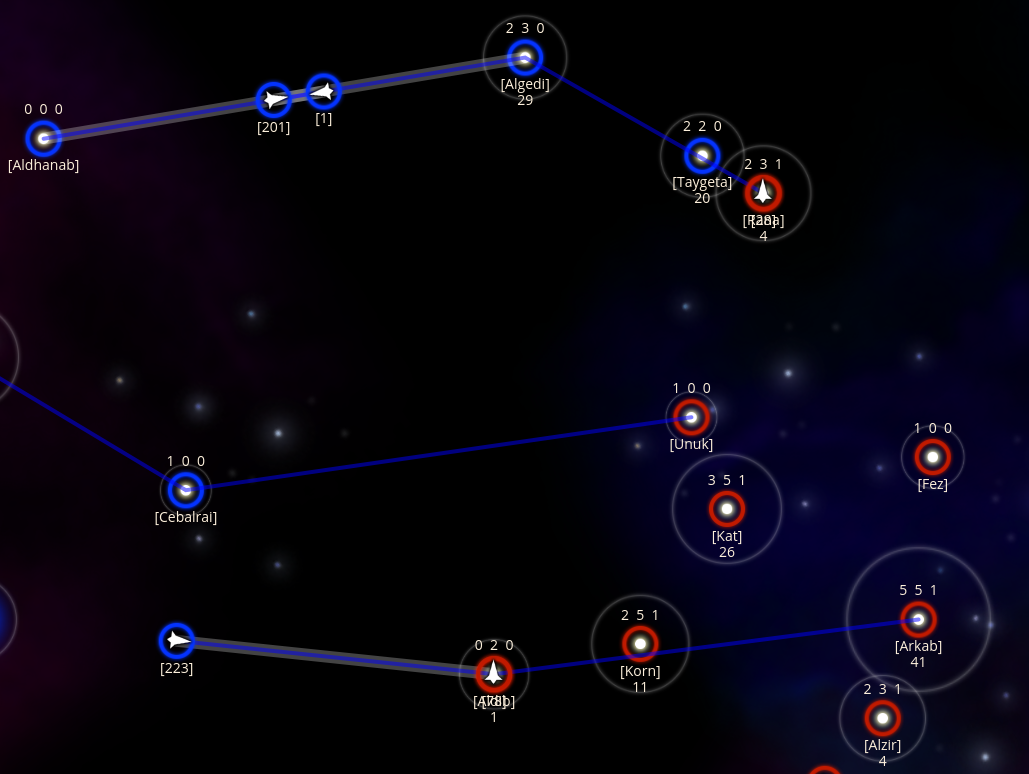 2 3 0
[Algedi]
29
0 0 0
[Aldhanab]
[201]
[1]
2 2 0
[Taygeta]
20
2 3 1
4
1 0 0
[Unuk]
1 0 0
[Fez]
1 0 0
[Cebalrai]
3 5 1
[Kat]
26
5 5 1
[Arkab]
41
2 5 1
[Korn]
11
[223]
0 2 0
1
2 3 1
[Alzir]
4